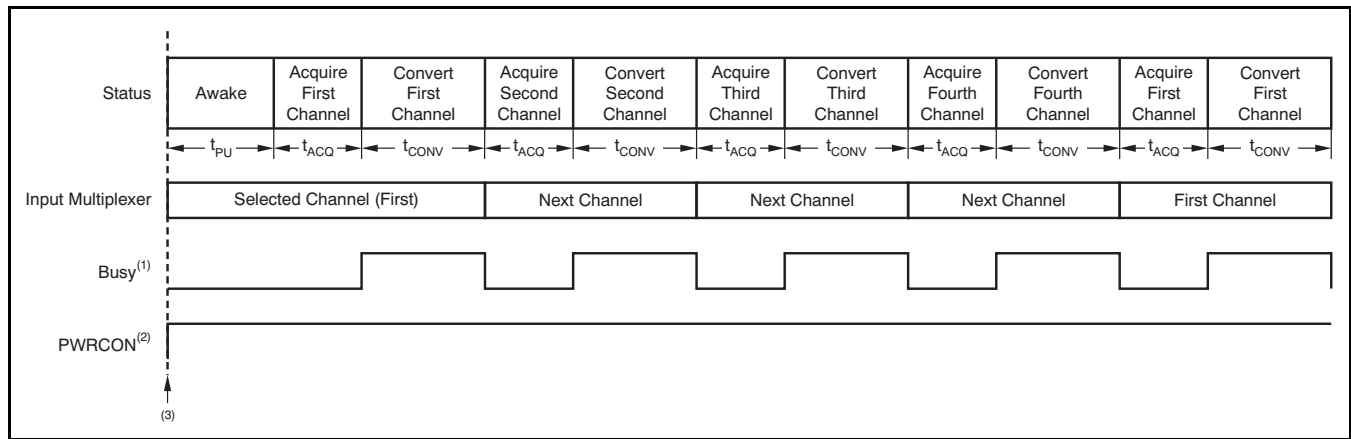 Status
Awake
Acquire
First
Channel
Convert
First
Channel
Acquire
Second
Channel
Convert
Second
Channel
Acquire
Third
Channel
Convert
Third
Channel
Acquire
Fourth
Channel
Convert
Fourth
Channel
Acquire
First
Channel
Convert
First
Channel
tPU tACQ tCONV tACQ tCONV tACQ tCONV tACQ tCONV tACQ tCONV
Input Multiplexer
Selected Channel (First)
Next Channel
Next Channel
Next Channel
First Channel
Busy(1)
PWRCON(2)
(3)